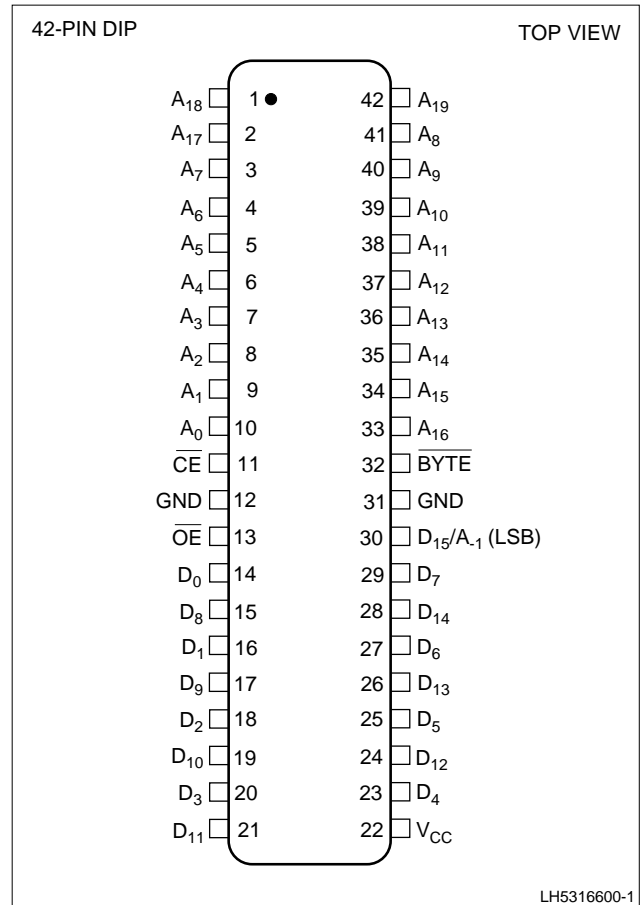 42-PIN DIP TOP VIEW
A18 1 42 A19
A17 2 41 A8
A7 3 40 A9
A6 4 39 A10
A5 5 38 A11
A4 6 37 A12
A3 7 36 A13
A2 8 35 A14
A1 9 34 A15
A0 10 33 A16
C̅E̅ 11 32 B̅Y̅T̅E̅
GND 12 31 GND
O̅E̅ 13 30 D15/A-1 (LSB)
D0 14 29 D7
D8 15 28 D14
D1 16 27 D6
D9 17 26 D13
D2 18 25 D5
D10 19 24 D12
D3 20 23 D4
D11 21 22 VCC
LH5316600-1